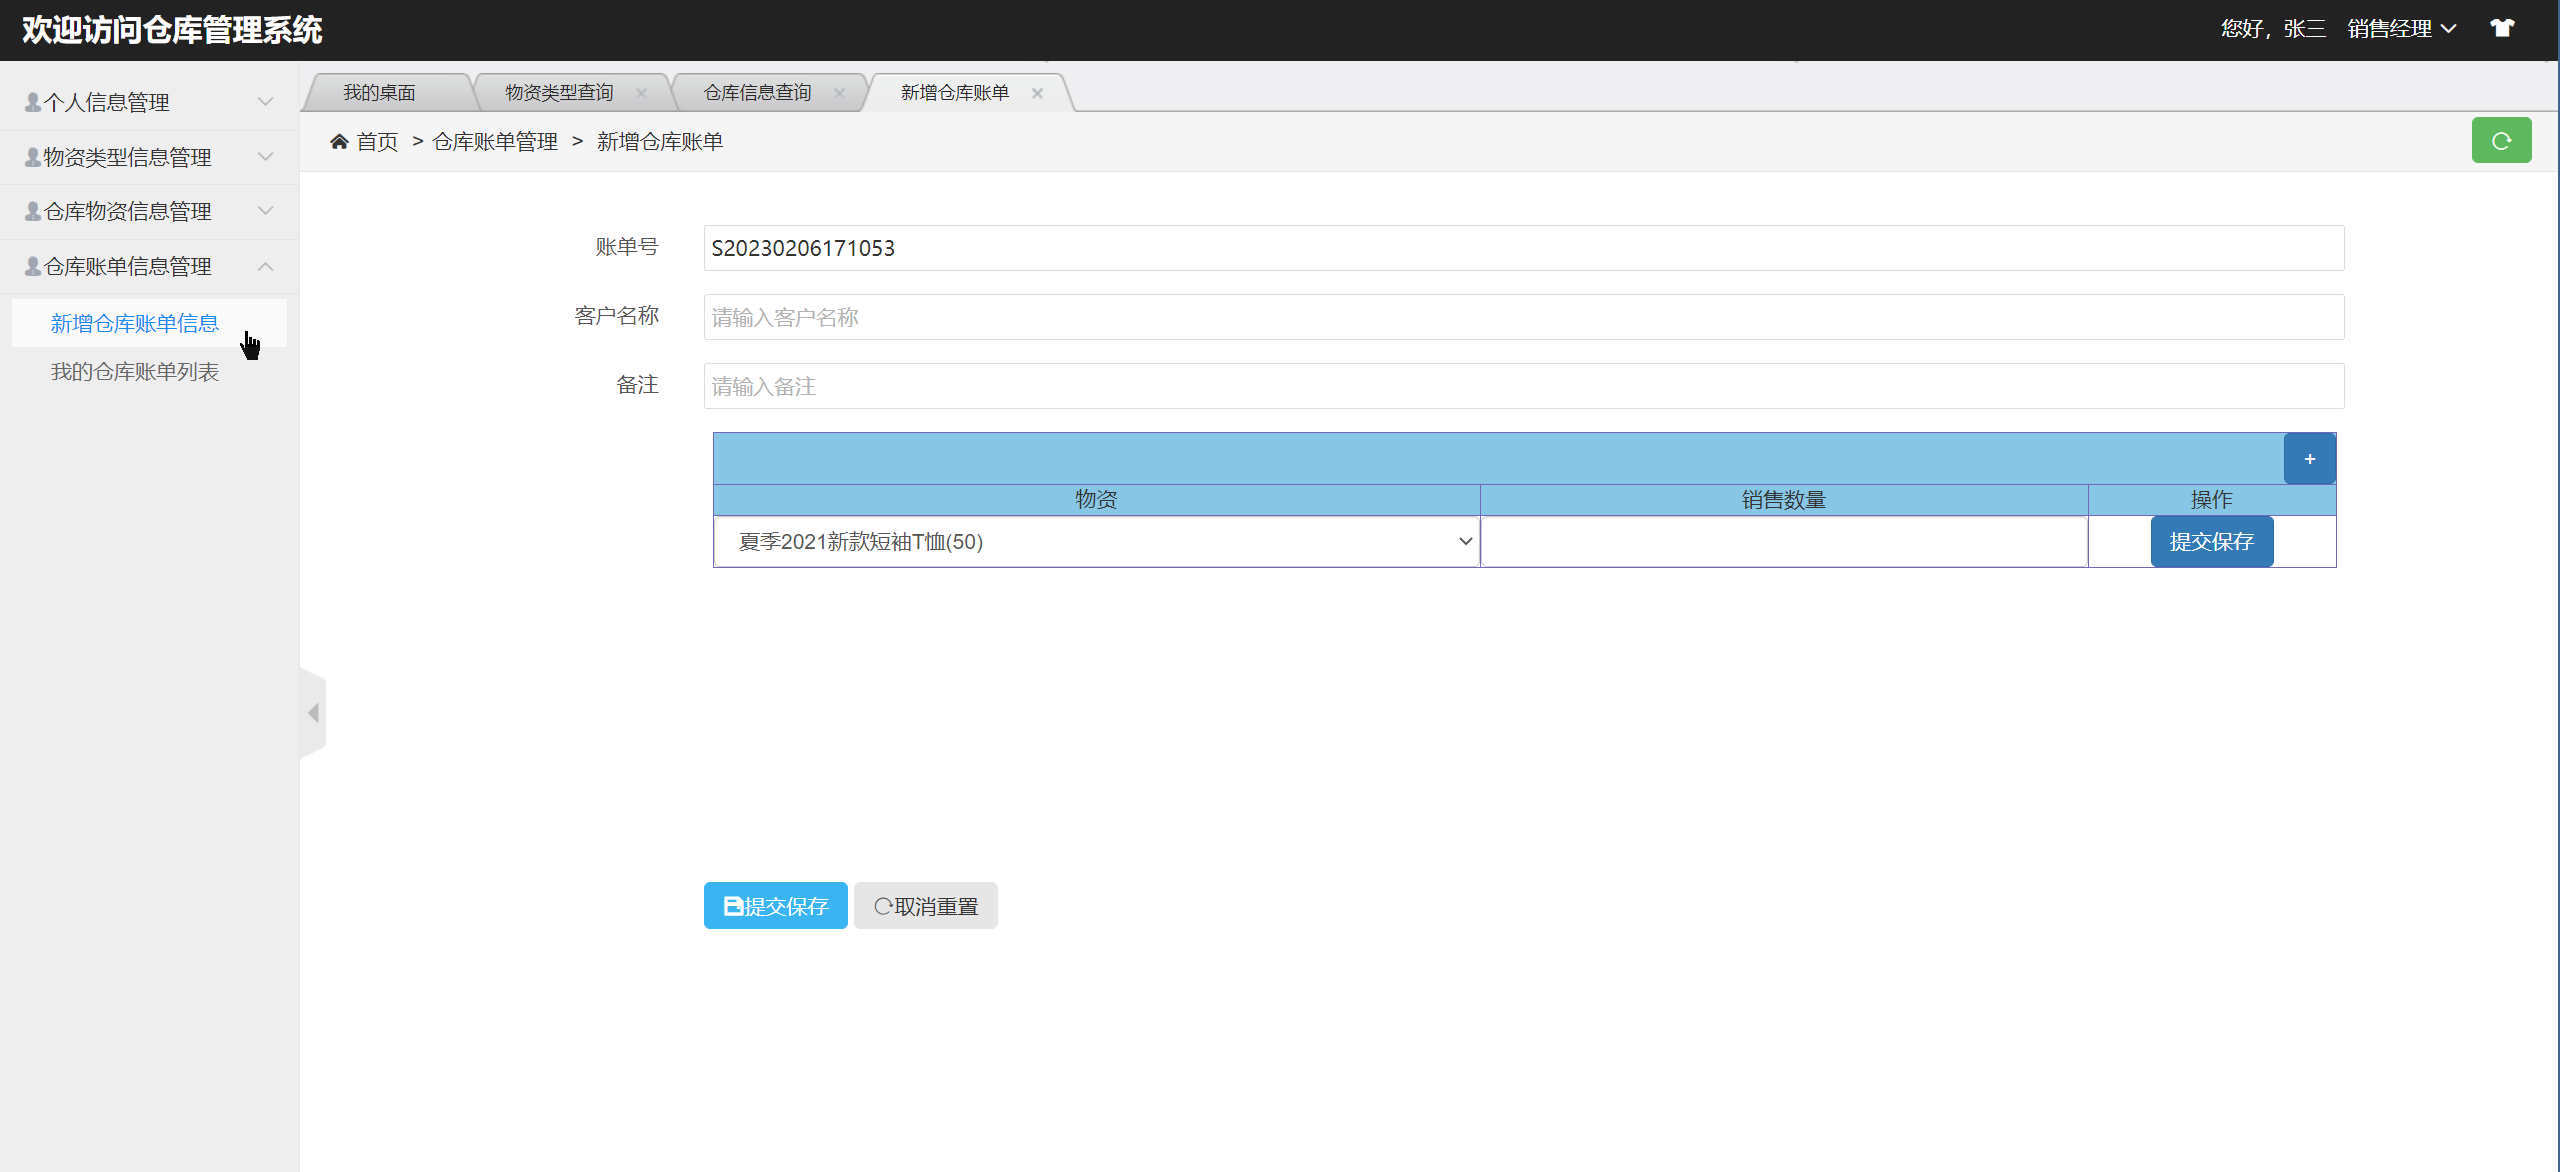 欢迎访问仓库管理系统
您好，张三 销售经理
个人信息管理
物资类型信息管理
仓库物资信息管理
仓库账单信息管理
新增仓库账单信息
我的仓库账单列表
我的桌面 物资类型查询 仓库信息查询 新增仓库账单
首页 > 仓库账单管理 > 新增仓库账单
账单号 S20230206171053
客户名称 请输入客户名称
备注 请输入备注
+
物资 销售数量 操作
夏季2021新款短袖T恤(50) 提交保存
提交保存 取消重置